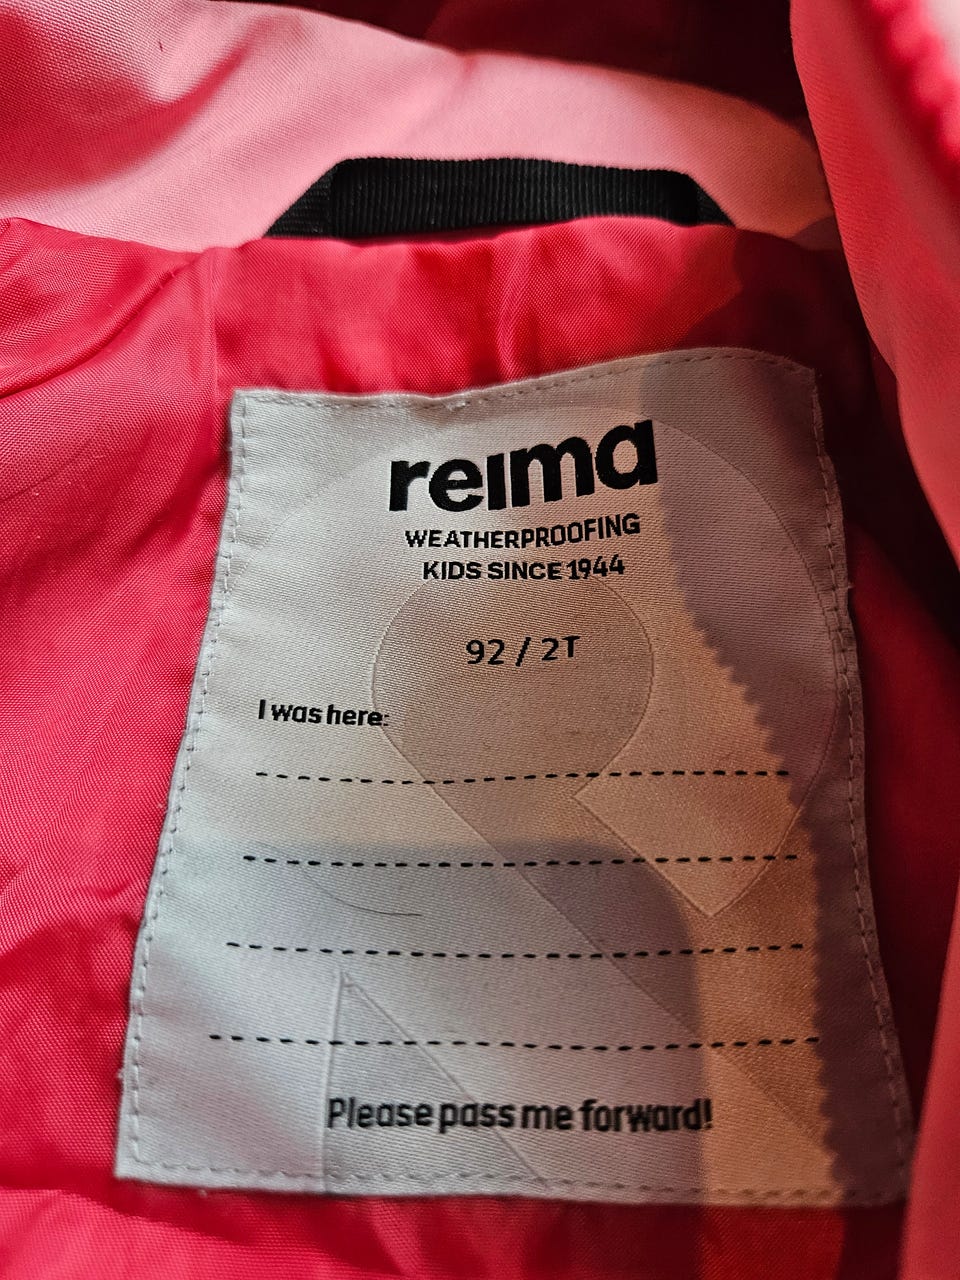 reima
WEATHERPROOFING
KIDS SINCE 1944
92 / 2T
I was here:
Please pass me forward!